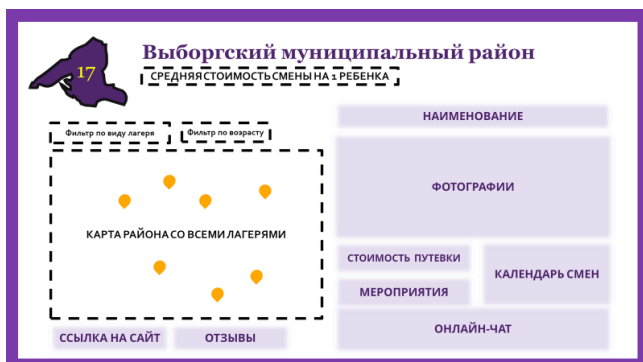 Выборгский муниципальный район
17
СРЕДНЯЯ СТОИМОСТЬ СМЕНЫ НА 1 РЕБЕНКА
Фильтр по виду лагеря
Фильтр по возрасту
КАРТА РАЙОНА СО ВСЕМИ ЛАГЕРЯМИ
ССЫЛКА НА САЙТ
ОТЗЫВЫ
НАИМЕНОВАНИЕ
ФОТОГРАФИИ
СТОИМОСТЬ ПУТЕВКИ
КАЛЕНДАРЬ СМЕН
МЕРОПРИЯТИЯ
ОНЛАЙН-ЧАТ